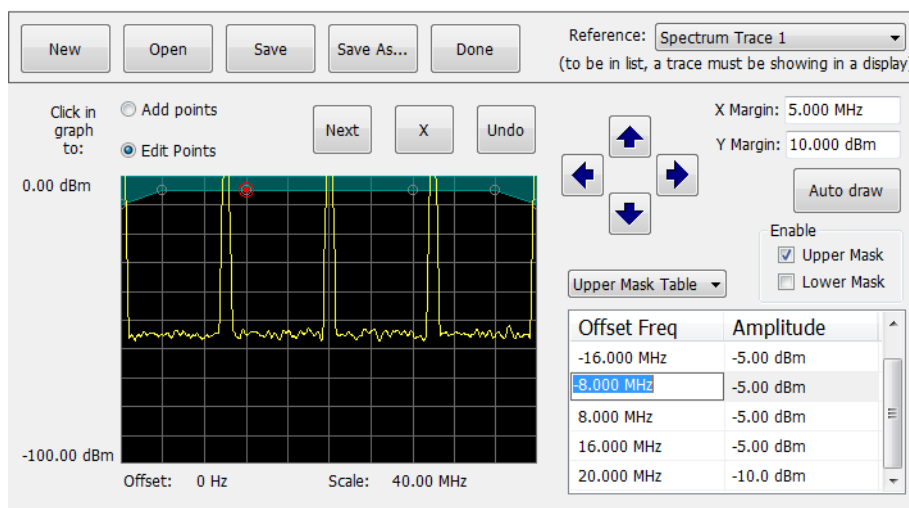 New Open Save Save As... Done Reference: Spectrum Trace 1
(to be in list, a trace must be showing in a display)
Click in
graph
to:
Add points
Edit Points
Next X Undo
X Margin: 5.000 MHz
Y Margin: 10.000 dBm
Auto draw
Enable
Upper Mask
Lower Mask
0.00 dBm
-100.00 dBm
Offset: 0 Hz Scale: 40.00 MHz
Upper Mask Table
Offset Freq Amplitude
-16.000 MHz -5.00 dBm
-8.000 MHz -5.00 dBm
8.000 MHz -5.00 dBm
16.000 MHz -5.00 dBm
20.000 MHz -10.0 dBm